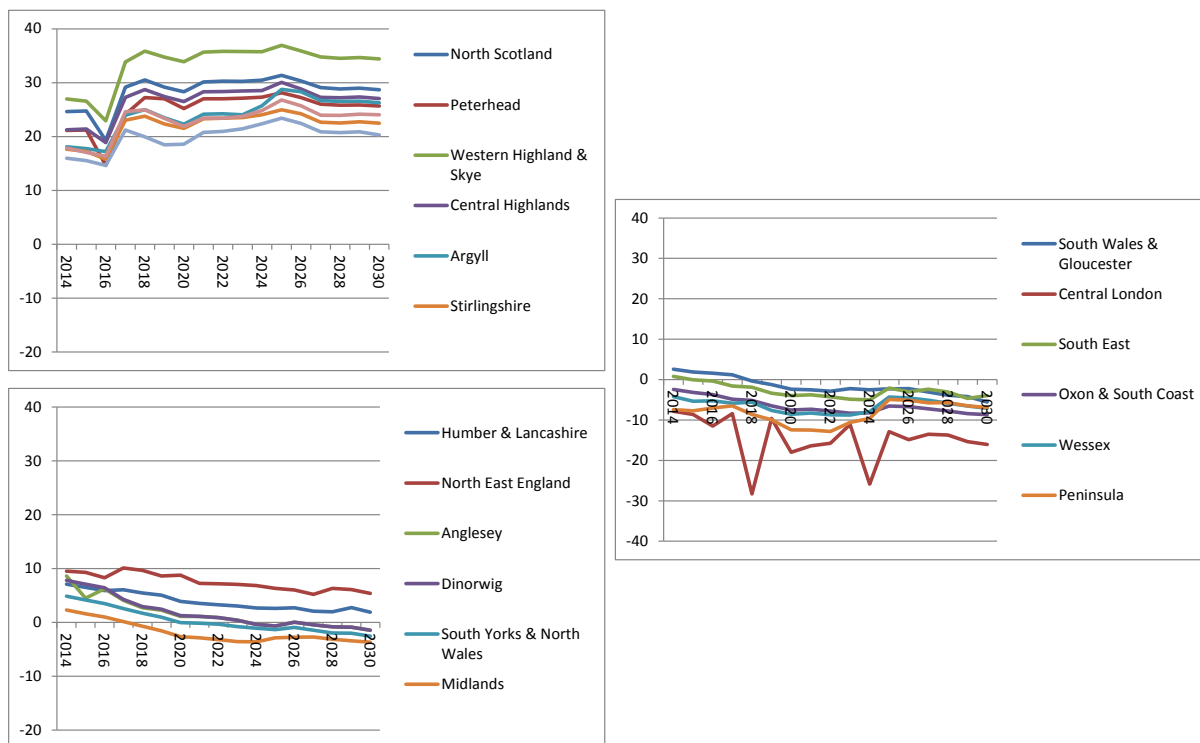 40
30
20
10
0
-10
-20
2014
2016
2018
2020
2022
2024
2026
2028
2030
North Scotland
Peterhead
Western Highland &
Skye
Central Highlands
Argyll
Stirlingshire
40
30
20
10
0
-10
-20
2014
2016
2018
2020
2022
2024
2026
2028
2030
Humber & Lancashire
North East England
Anglesey
Dinorwig
South Yorks & North
Wales
Midlands
40
30
20
10
0
-10
-20
-30
-40
2014
2016
2018
2020
2022
2024
2026
2028
2030
South Wales &
Gloucester
Central London
South East
Oxon & South Coast
Wessex
Peninsula